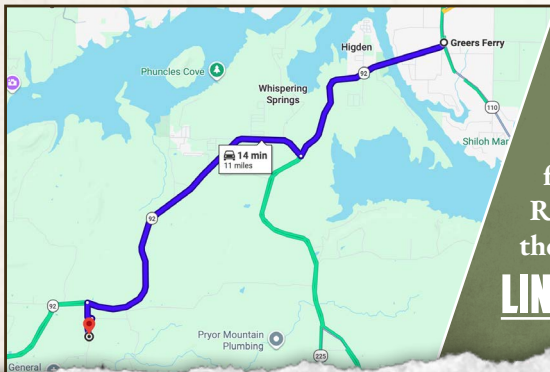 Higden
Greers Ferry
92
Phuncles Cove
Whispering
Springs
110
Shiloh Mar
14 min
11 miles
92
92
Pryor Mountain
Plumbing
225
General
f
R
the
LIN